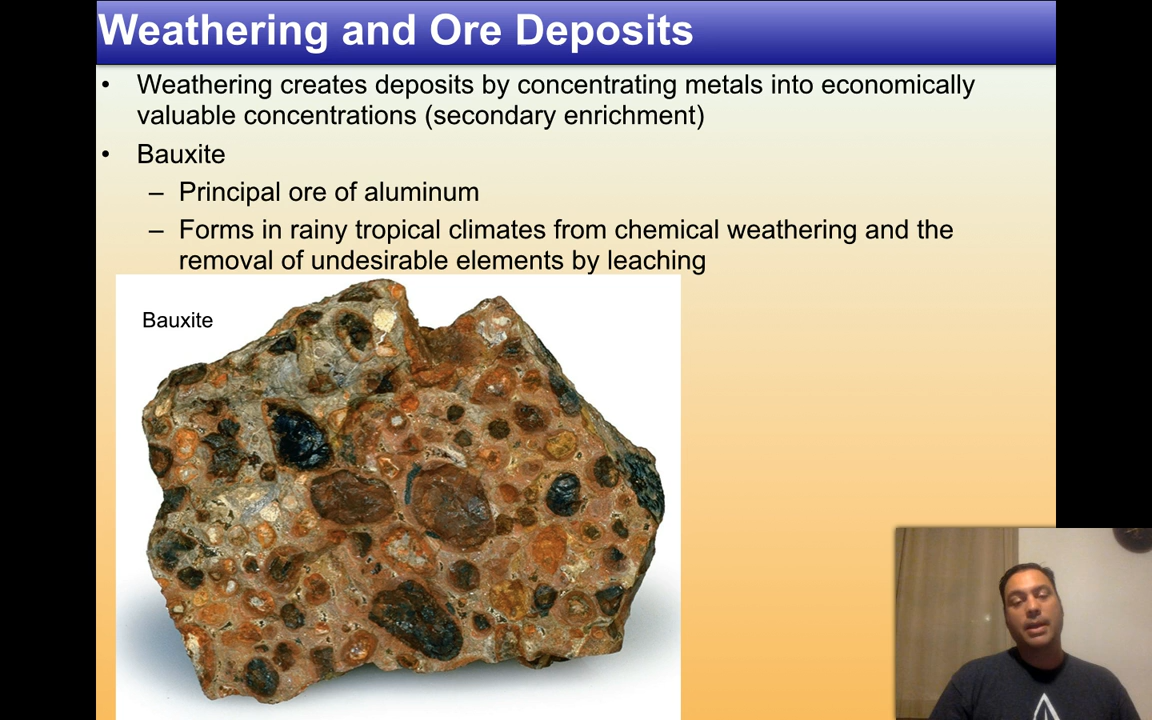 Weathering and Ore Deposits
• Weathering creates deposits by concentrating metals into economically
valuable concentrations (secondary enrichment)
• Bauxite
– Principal ore of aluminum
– Forms in rainy tropical climates from chemical weathering and the
removal of undesirable elements by leaching
Bauxite